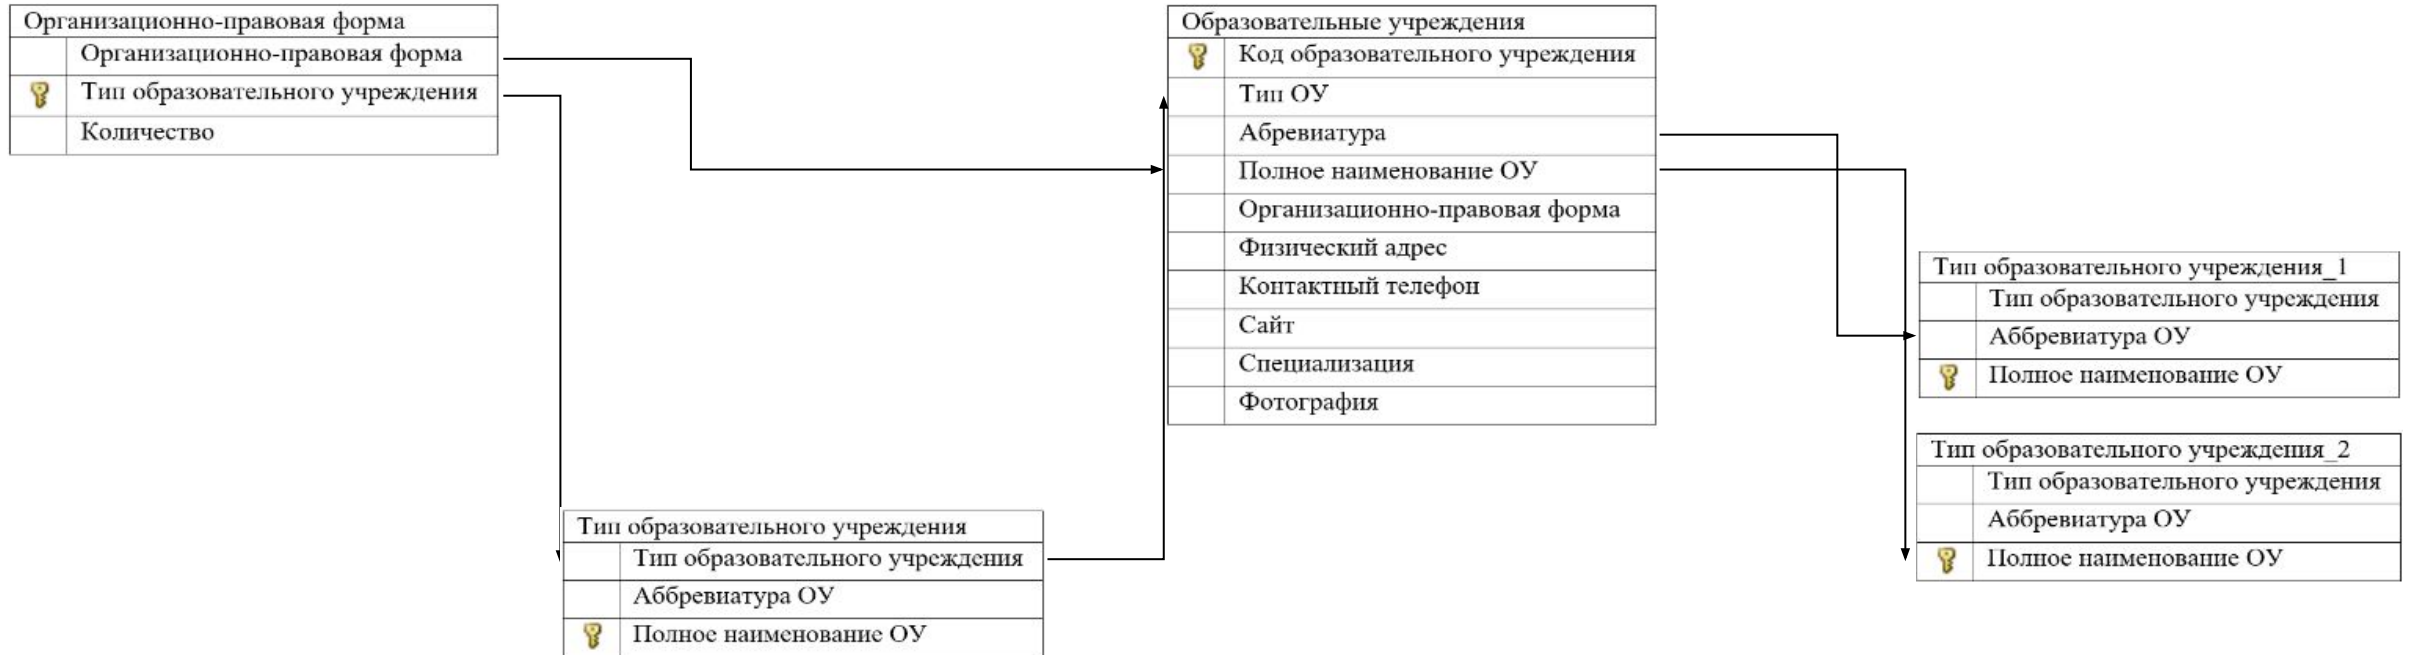 Организационно-правовая форма
Организационно-правовая форма
Тип образовательного учреждения
Количество
Образовательные учреждения
Код образовательного учреждения
Тип ОУ
Абревиатура
Полное наименование ОУ
Организационно-правовая форма
Физический адрес
Контактный телефон
Сайт
Специализация
Фотография
Тип образовательного учреждения_1
Тип образовательного учреждения
Аббревиатура ОУ
Полное наименование ОУ
Тип образовательного учреждения_2
Тип образовательного учреждения
Аббревиатура ОУ
Полное наименование ОУ
Тип образовательного учреждения
Тип образовательного учреждения
Аббревиатура ОУ
Полное наименование ОУ